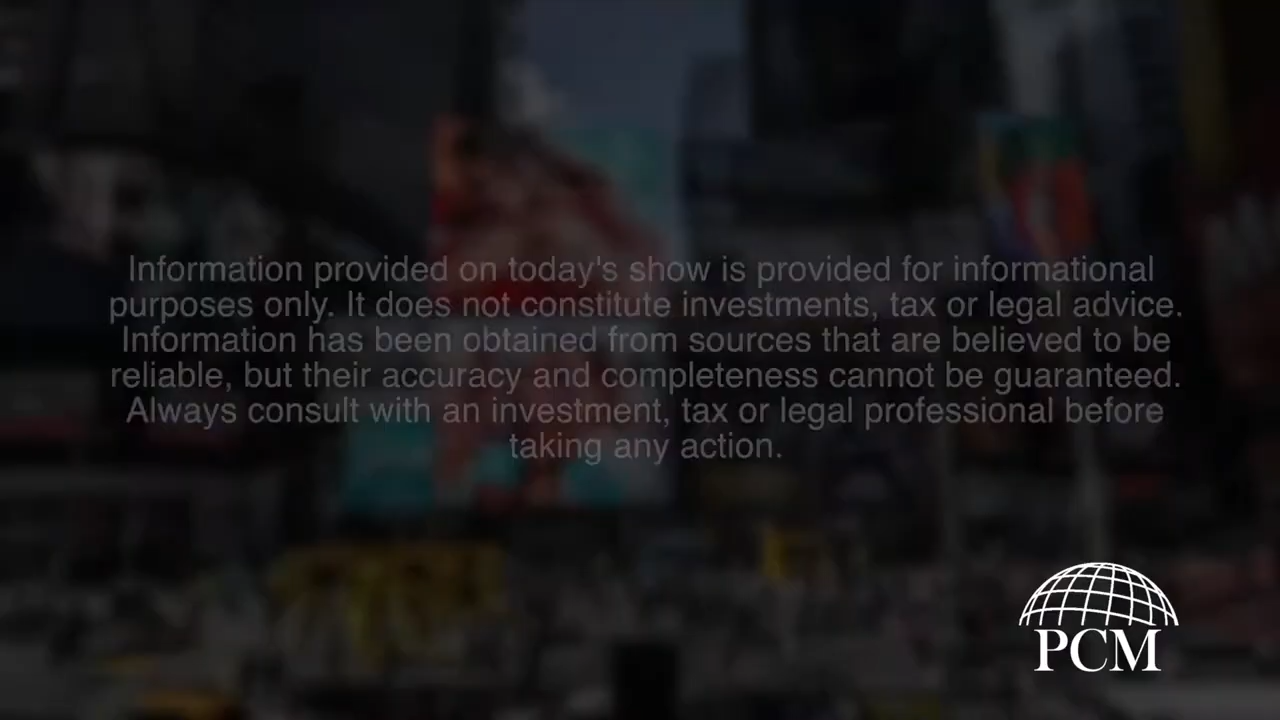 Information provided on today's show is provided for informational
purposes only. It does not constitute investments, tax or legal advice.
Information has been obtained from sources that are believed to be
reliable, but their accuracy and completeness cannot be guaranteed.
Always consult with an investment, tax or legal professional before
taking any action.
PCM